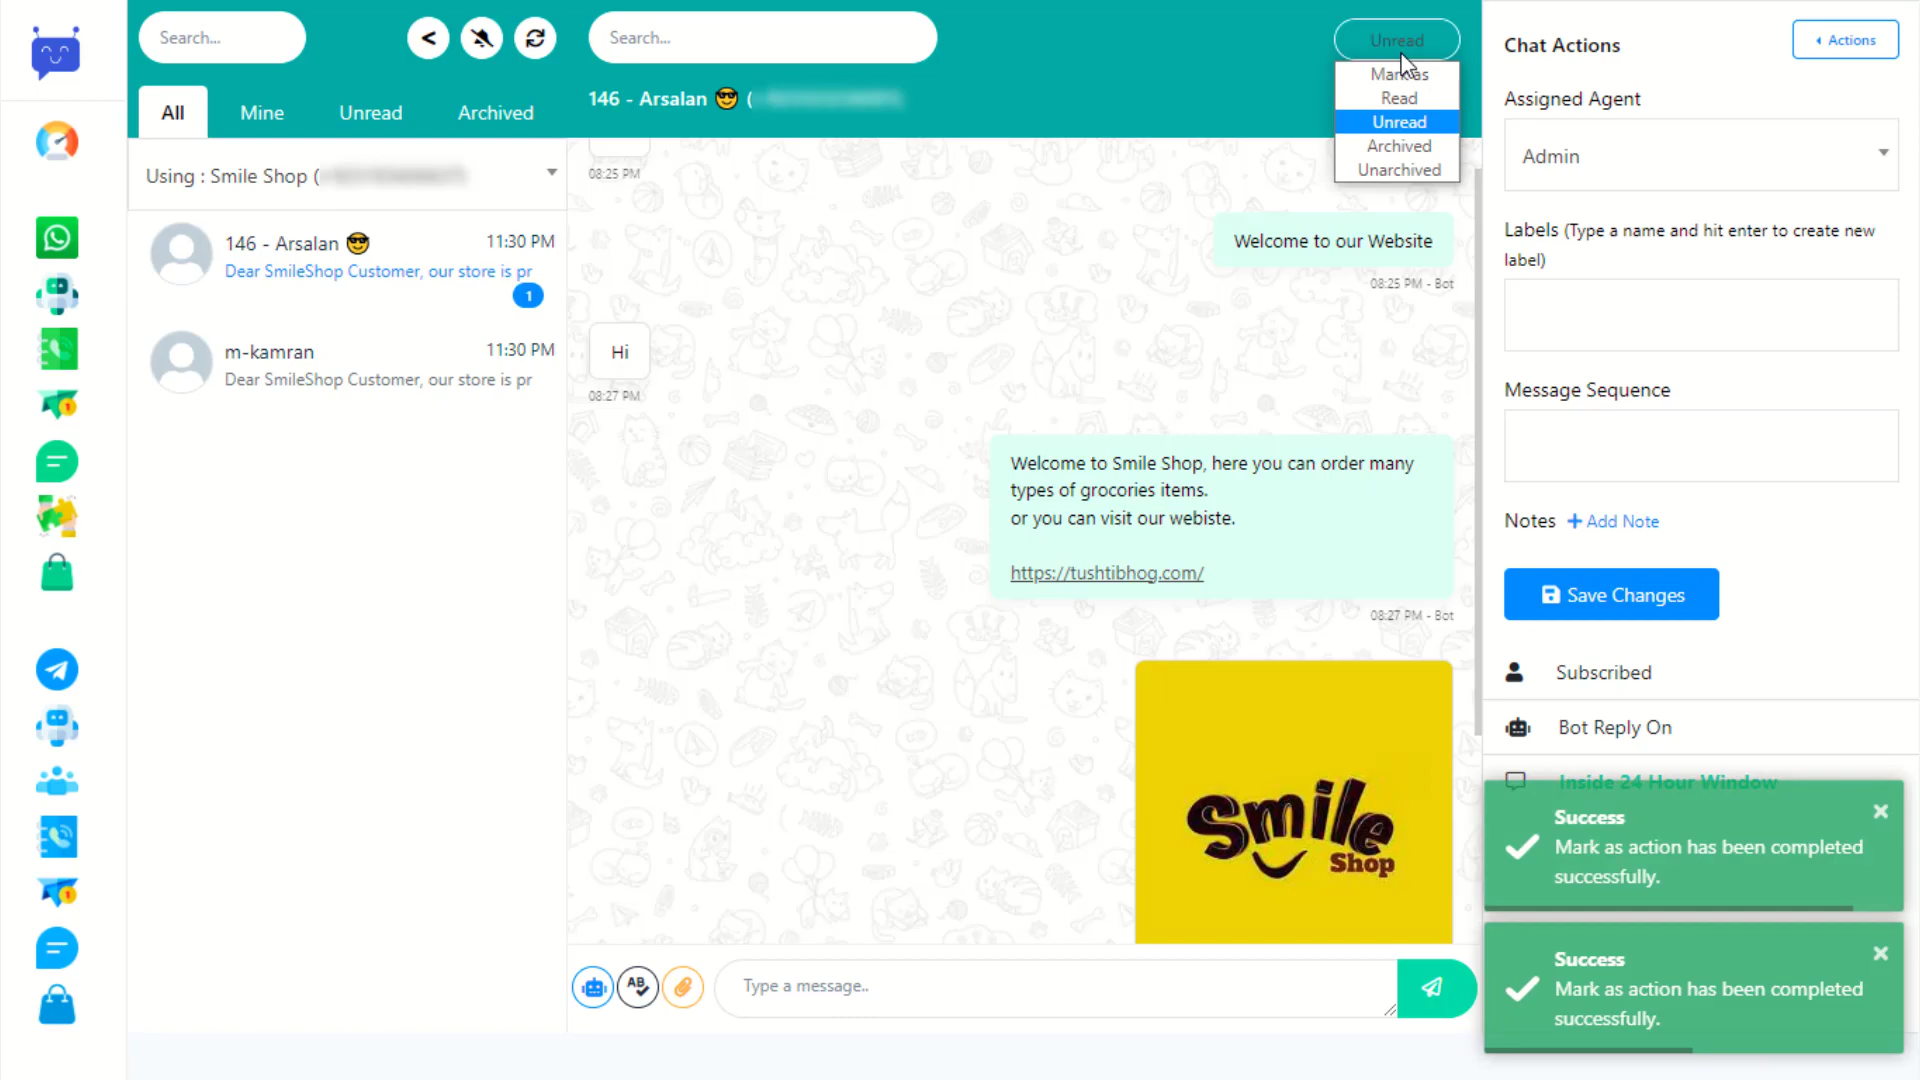 Search...
<
Search...
Unread
Mark as
Read
Unread
Archived
Unarchived
All
Mine
Unread
Archived
146 - Arsalan 😎 (
Using : Smile Shop (
146 - Arsalan 😎
11:30 PM
Dear SmileShop Customer, our store is pr
1
m-kamran
11:30 PM
Dear SmileShop Customer, our store is pr
08:25 PM
Welcome to our Website
08:25 PM - Bot
Hi
08:27 PM
Welcome to Smile Shop, here you can order many
types of grocories items.
or you can visit our webiste.
https://tushtibhog.com/
08:27 PM - Bot
Smile
Shop
AB
Type a message..
Chat Actions
Actions
Assigned Agent
Admin
Labels (Type a name and hit enter to create new
label)
Message Sequence
Notes + Add Note
Save Changes
Subscribed
Bot Reply On
Inside 24 Hour Window
Success
Mark as action has been completed
successfully.
Success
Mark as action has been completed
successfully.